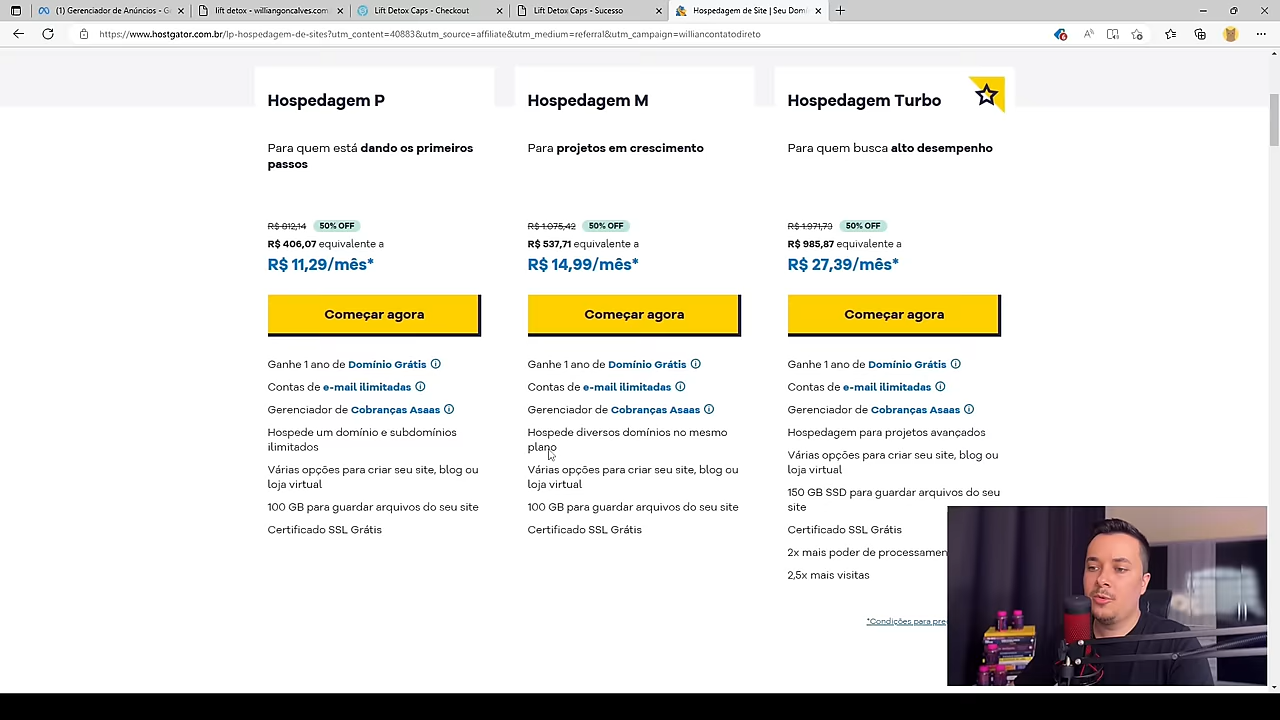 (1) Gerenciador de Anúncios - G
lift detox - williangoncalves.com
Lift Detox Caps - Checkout
Lift Detox Caps - Sucesso
Hospedagem de Site | Seu Domí
https://www.hostgator.com.br/lp-hospedagem-de-sites?utm_content=40883&utm_source=affiliate&utm_medium=referral&utm_campaign=williancontatodireto
Hospedagem P
Para quem está dando os primeiros
passos
R$ 812,14 50% OFF
R$ 406,07 equivalente a
R$ 11,29/mês*
Começar agora
Ganhe 1 ano de Domínio Grátis
Contas de e-mail ilimitadas
Gerenciador de Cobranças Asaas
Hospede um domínio e subdomínios
ilimitados
Várias opções para criar seu site, blog ou
loja virtual
100 GB para guardar arquivos do seu site
Certificado SSL Grátis
Hospedagem M
Para projetos em crescimento
R$ 1.075,42 50% OFF
R$ 537,71 equivalente a
R$ 14,99/mês*
Começar agora
Ganhe 1 ano de Domínio Grátis
Contas de e-mail ilimitadas
Gerenciador de Cobranças Asaas
Hospede diversos domínios no mesmo
plano
Várias opções para criar seu site, blog ou
loja virtual
100 GB para guardar arquivos do seu site
Certificado SSL Grátis
Hospedagem Turbo
Para quem busca alto desempenho
R$ 1.971,73 50% OFF
R$ 985,87 equivalente a
R$ 27,39/mês*
Começar agora
Ganhe 1 ano de Domínio Grátis
Contas de e-mail ilimitadas
Gerenciador de Cobranças Asaas
Hospedagem para projetos avançados
Várias opções para criar seu site, blog ou
loja virtual
150 GB SSD para guardar arquivos do seu
site
Certificado SSL Grátis
2x mais poder de processamen
2,5x mais visitas
*Condições para pre